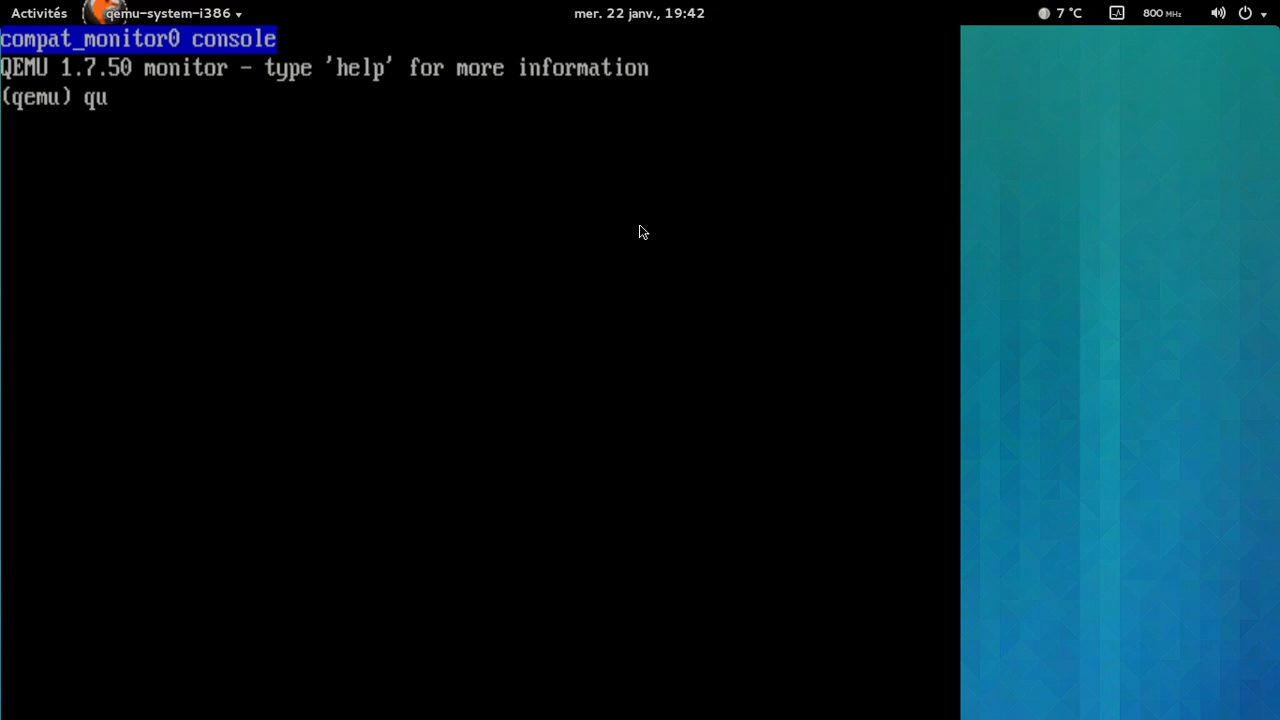 Activités qemu-system-i386 mer. 22 janv., 19:42 7 °C 800 MHz
compat_monitor0 console
QEMU 1.7.50 monitor - type 'help' for more information
(qemu) qu